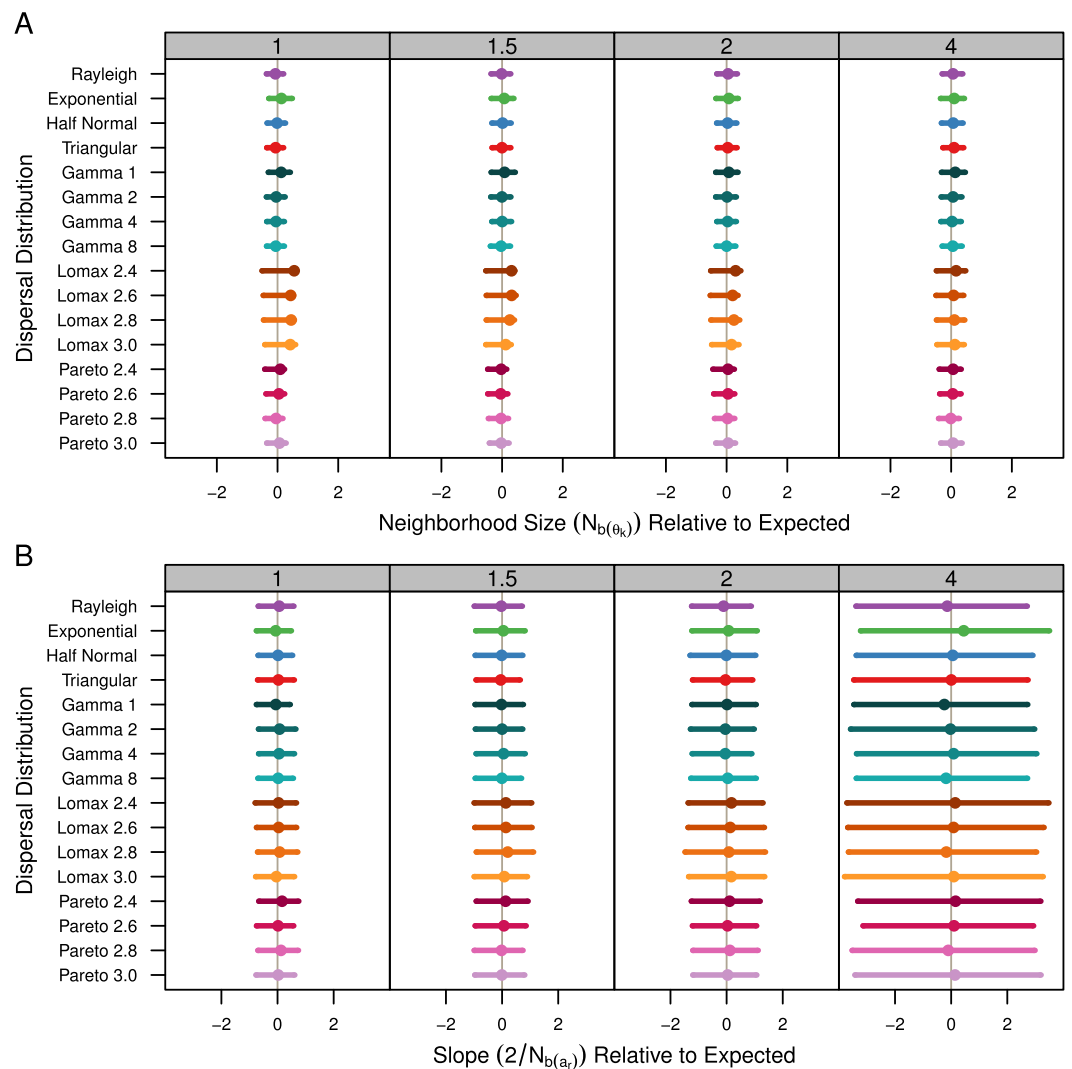 A
1 1.5 2 4
Dispersal Distribution
Rayleigh
Exponential
Half Normal
Triangular
Gamma 1
Gamma 2
Gamma 4
Gamma 8
Lomax 2.4
Lomax 2.6
Lomax 2.8
Lomax 3.0
Pareto 2.4
Pareto 2.6
Pareto 2.8
Pareto 3.0
−2 0 2 −2 0 2 −2 0 2 −2 0 2
Neighborhood Size (N_b(θ_k)) Relative to Expected
B
1 1.5 2 4
Dispersal Distribution
Rayleigh
Exponential
Half Normal
Triangular
Gamma 1
Gamma 2
Gamma 4
Gamma 8
Lomax 2.4
Lomax 2.6
Lomax 2.8
Lomax 3.0
Pareto 2.4
Pareto 2.6
Pareto 2.8
Pareto 3.0
−2 0 2 −2 0 2 −2 0 2 −2 0 2
Slope (2/N_b(a_r)) Relative to Expected